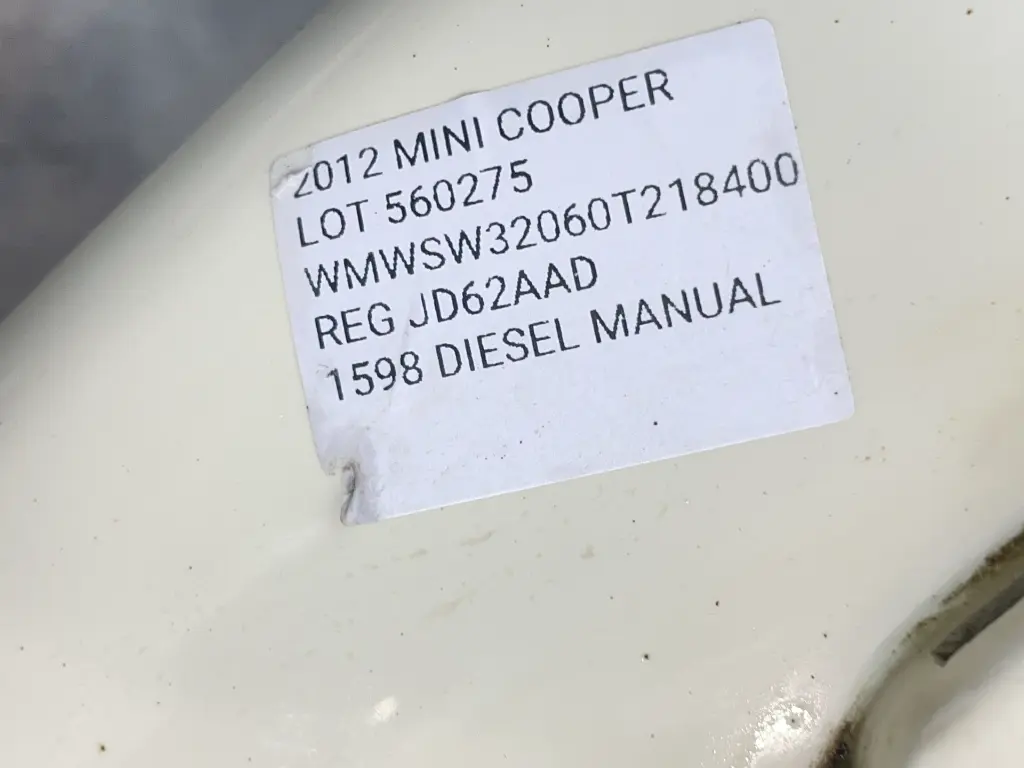 2012 MINI COOPER
LOT 560275
WMWSW32060T218400
REG JD62AAD
1598 DIESEL MANUAL